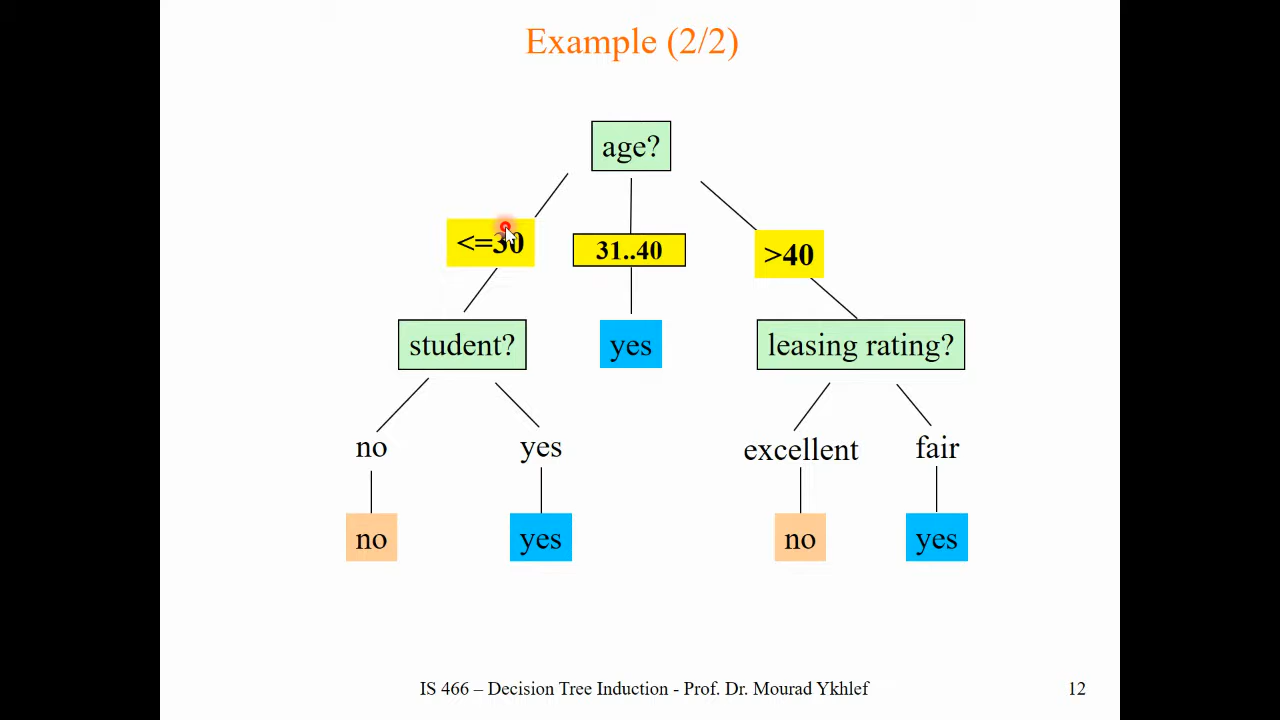 Example (2/2)
age?
<=30
31..40
>40
student?
yes
leasing rating?
no
yes
excellent
fair
no
yes
no
yes
IS 466 – Decision Tree Induction - Prof. Dr. Mourad Ykhlef
12